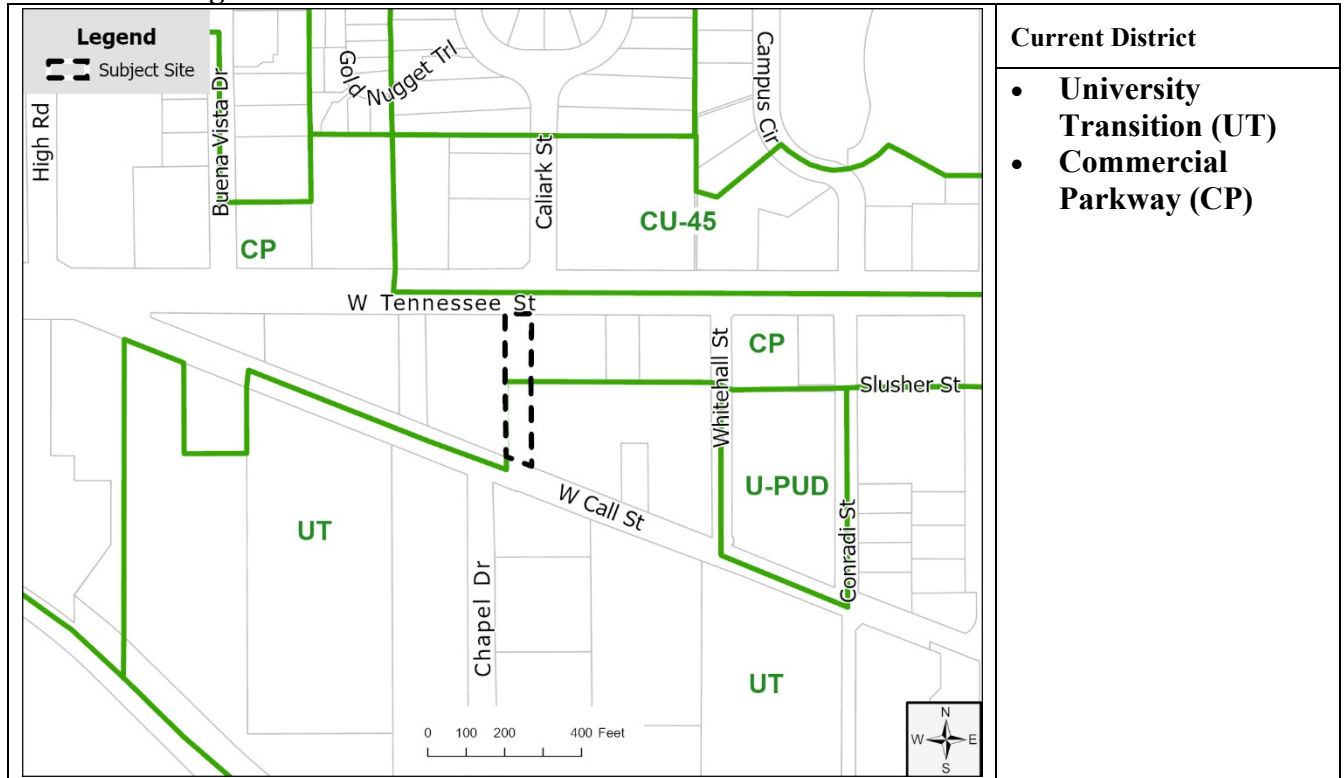 Legend
Subject Site
High Rd
Buena Vista Dr
Gold
Nugget Trl
Caliark St
Campus Cir
CP
CU-45
W Tennessee St
CP
Whitehall St
Slusher St
U-PUD
Conradi St
W Call St
UT
Chapel Dr
UT
0 100 200 400 Feet
N
W E
S
Current District
• University
Transition (UT)
• Commercial
Parkway (CP)